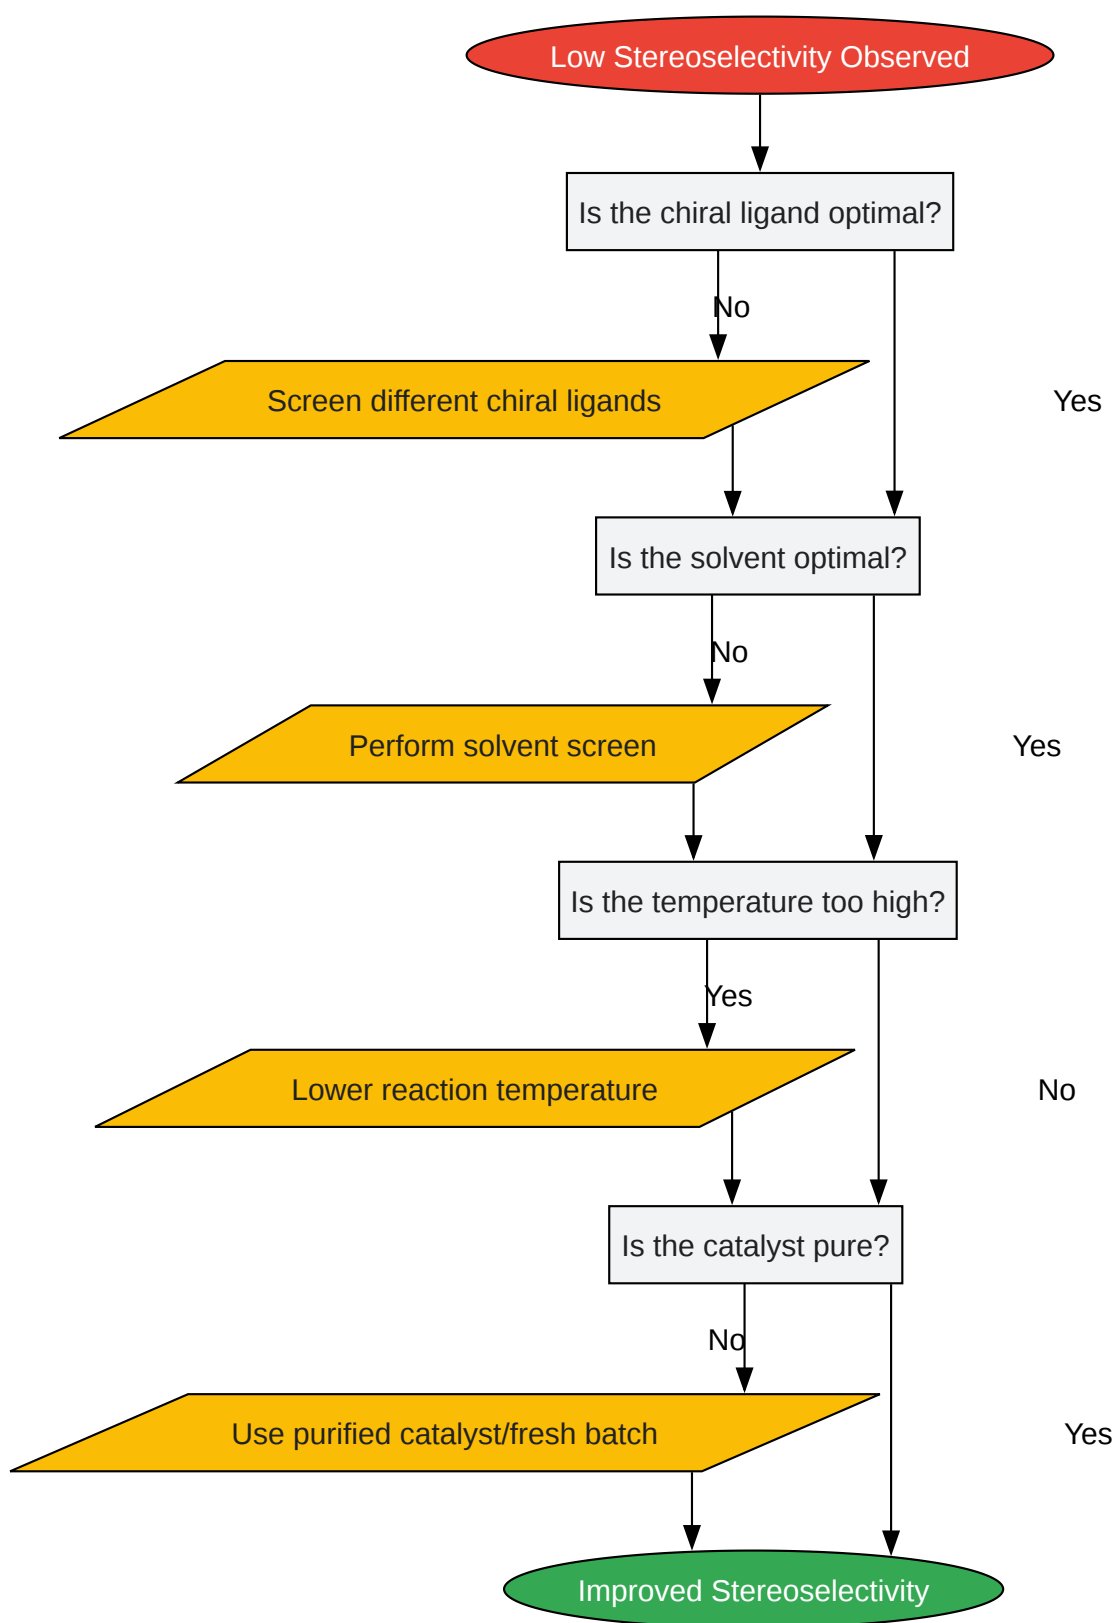 Low Stereoselectivity Observed
Is the chiral ligand optimal?
No
Screen different chiral ligands
Yes
Is the solvent optimal?
No
Perform solvent screen
Yes
Is the temperature too high?
Yes
Lower reaction temperature
No
Is the catalyst pure?
No
Use purified catalyst/fresh batch
Yes
Improved Stereoselectivity